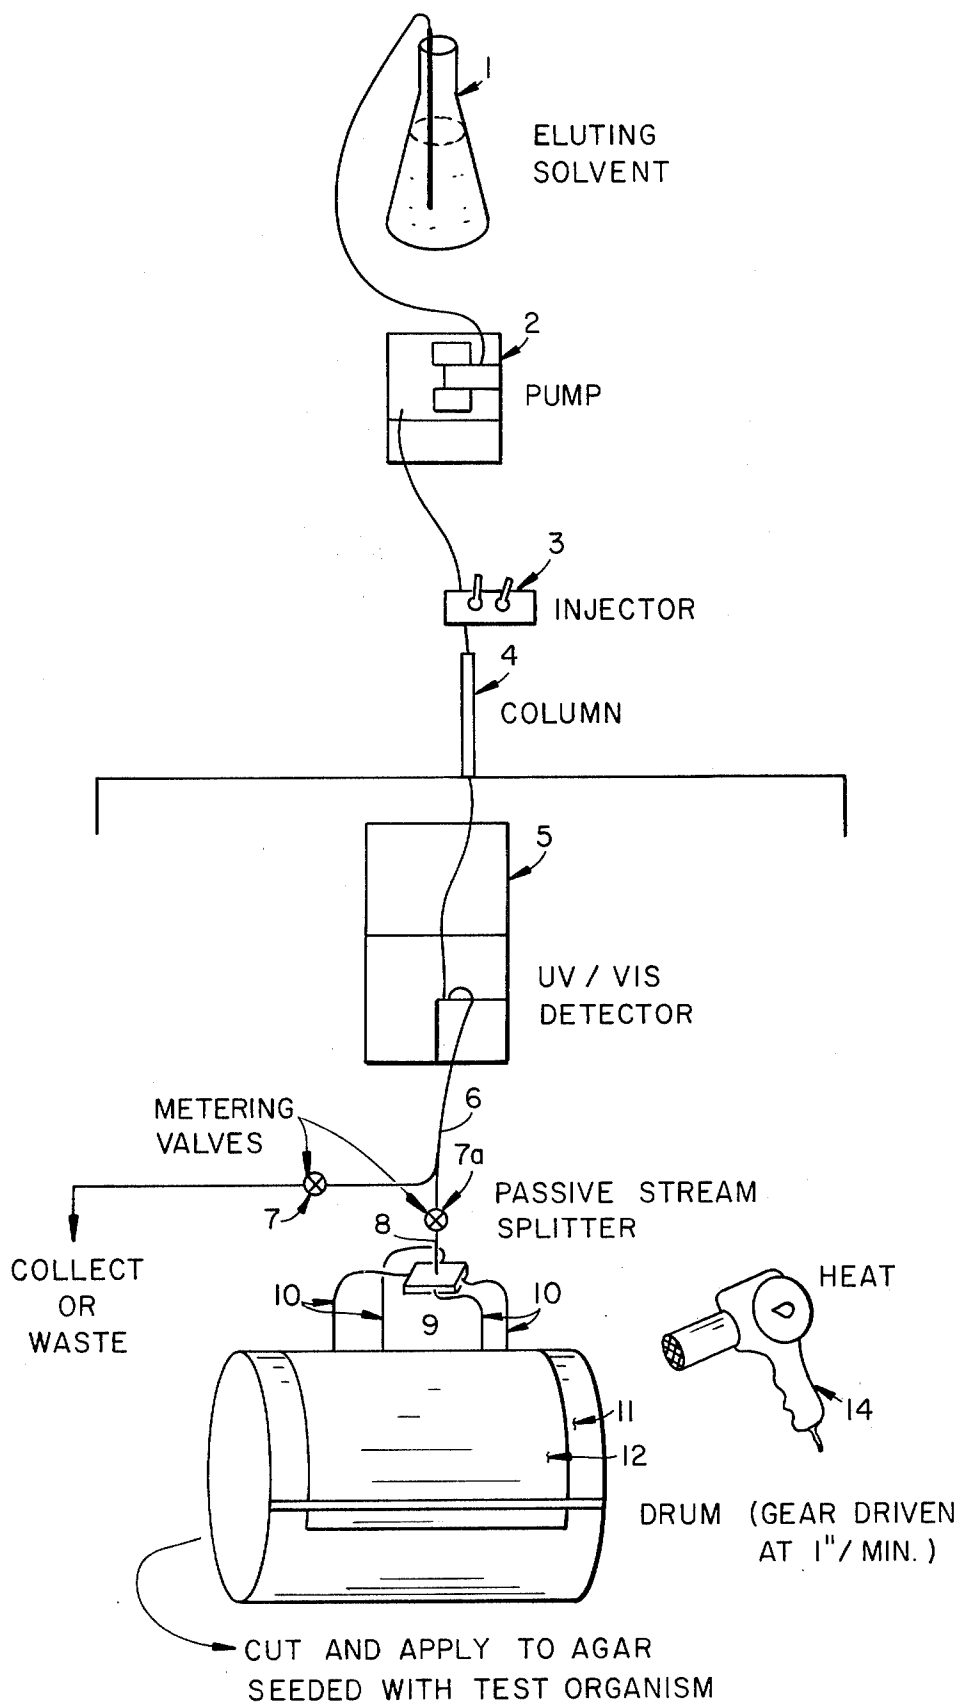 1
ELUTING
SOLVENT
2
PUMP
3
INJECTOR
4
COLUMN
5
UV / VIS
DETECTOR
6
METERING
VALVES
7a
7
PASSIVE STREAM
SPLITTER
8
COLLECT
OR
WASTE
HEAT
10
9
10
14
11
12
DRUM (GEAR DRIVEN
AT 1"/ MIN.)
CUT AND APPLY TO AGAR
SEEDED WITH TEST ORGANISM